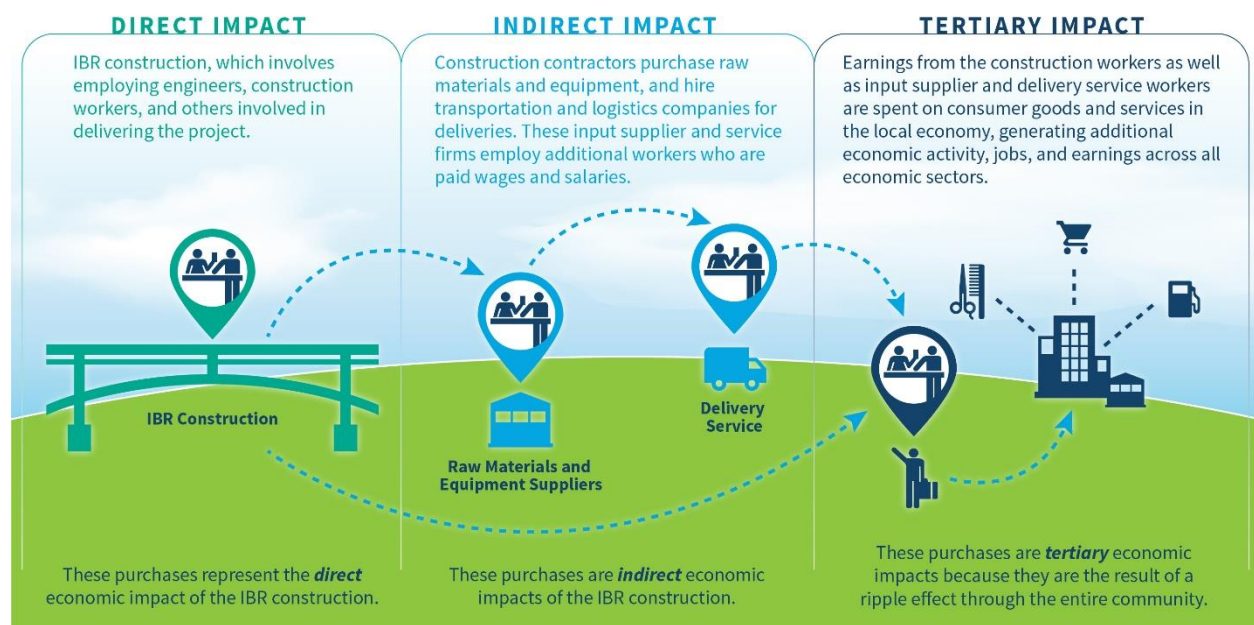 DIRECT IMPACT
IBR construction, which involves
employing engineers, construction
workers, and others involved in
delivering the project.
IBR Construction
These purchases represent the direct
economic impact of the IBR construction.
INDIRECT IMPACT
Construction contractors purchase raw
materials and equipment, and hire
transportation and logistics companies for
deliveries. These input supplier and service
firms employ additional workers who are
paid wages and salaries.
Raw Materials and
Equipment Suppliers
Delivery
Service
These purchases are indirect economic
impacts of the IBR construction.
TERTIARY IMPACT
Earnings from the construction workers as well
as input supplier and delivery service workers
are spent on consumer goods and services in
the local economy, generating additional
economic activity, jobs, and earnings across all
economic sectors.
These purchases are tertiary economic
impacts because they are the result of a
ripple effect through the entire community.